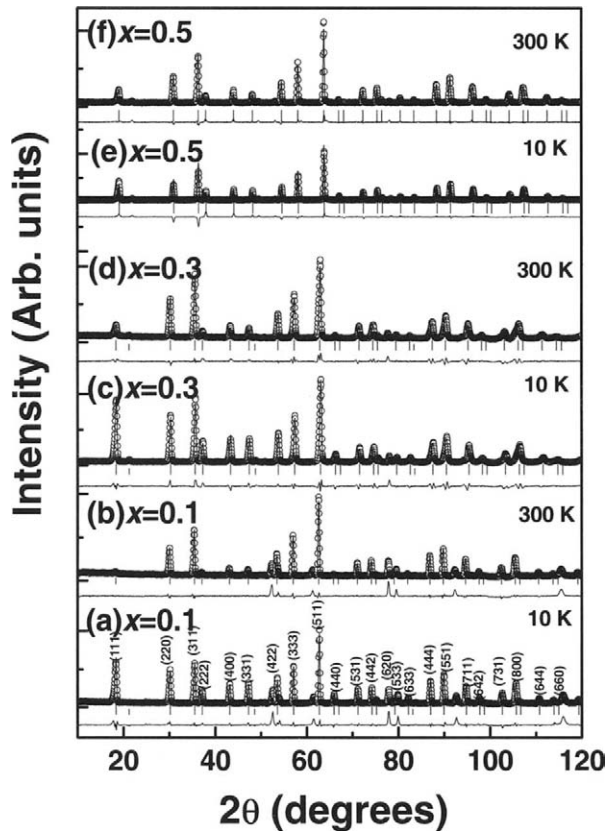 Intensity (Arb. units)
(f)x=0.5
300 K
(e)x=0.5
10 K
(d)x=0.3
300 K
(c)x=0.3
10 K
(b)x=0.1
300 K
(a)x=0.1
10 K
(111)
(220)
(311)
(222)
(400)
(331)
(422)
(333)
(511)
(440)
(531)
(442)
(620)
(533)
(633)
(444)
(551)
(711)
(642)
(731)
(800)
(644)
(660)
20 40 60 80 100 120
2θ (degrees)